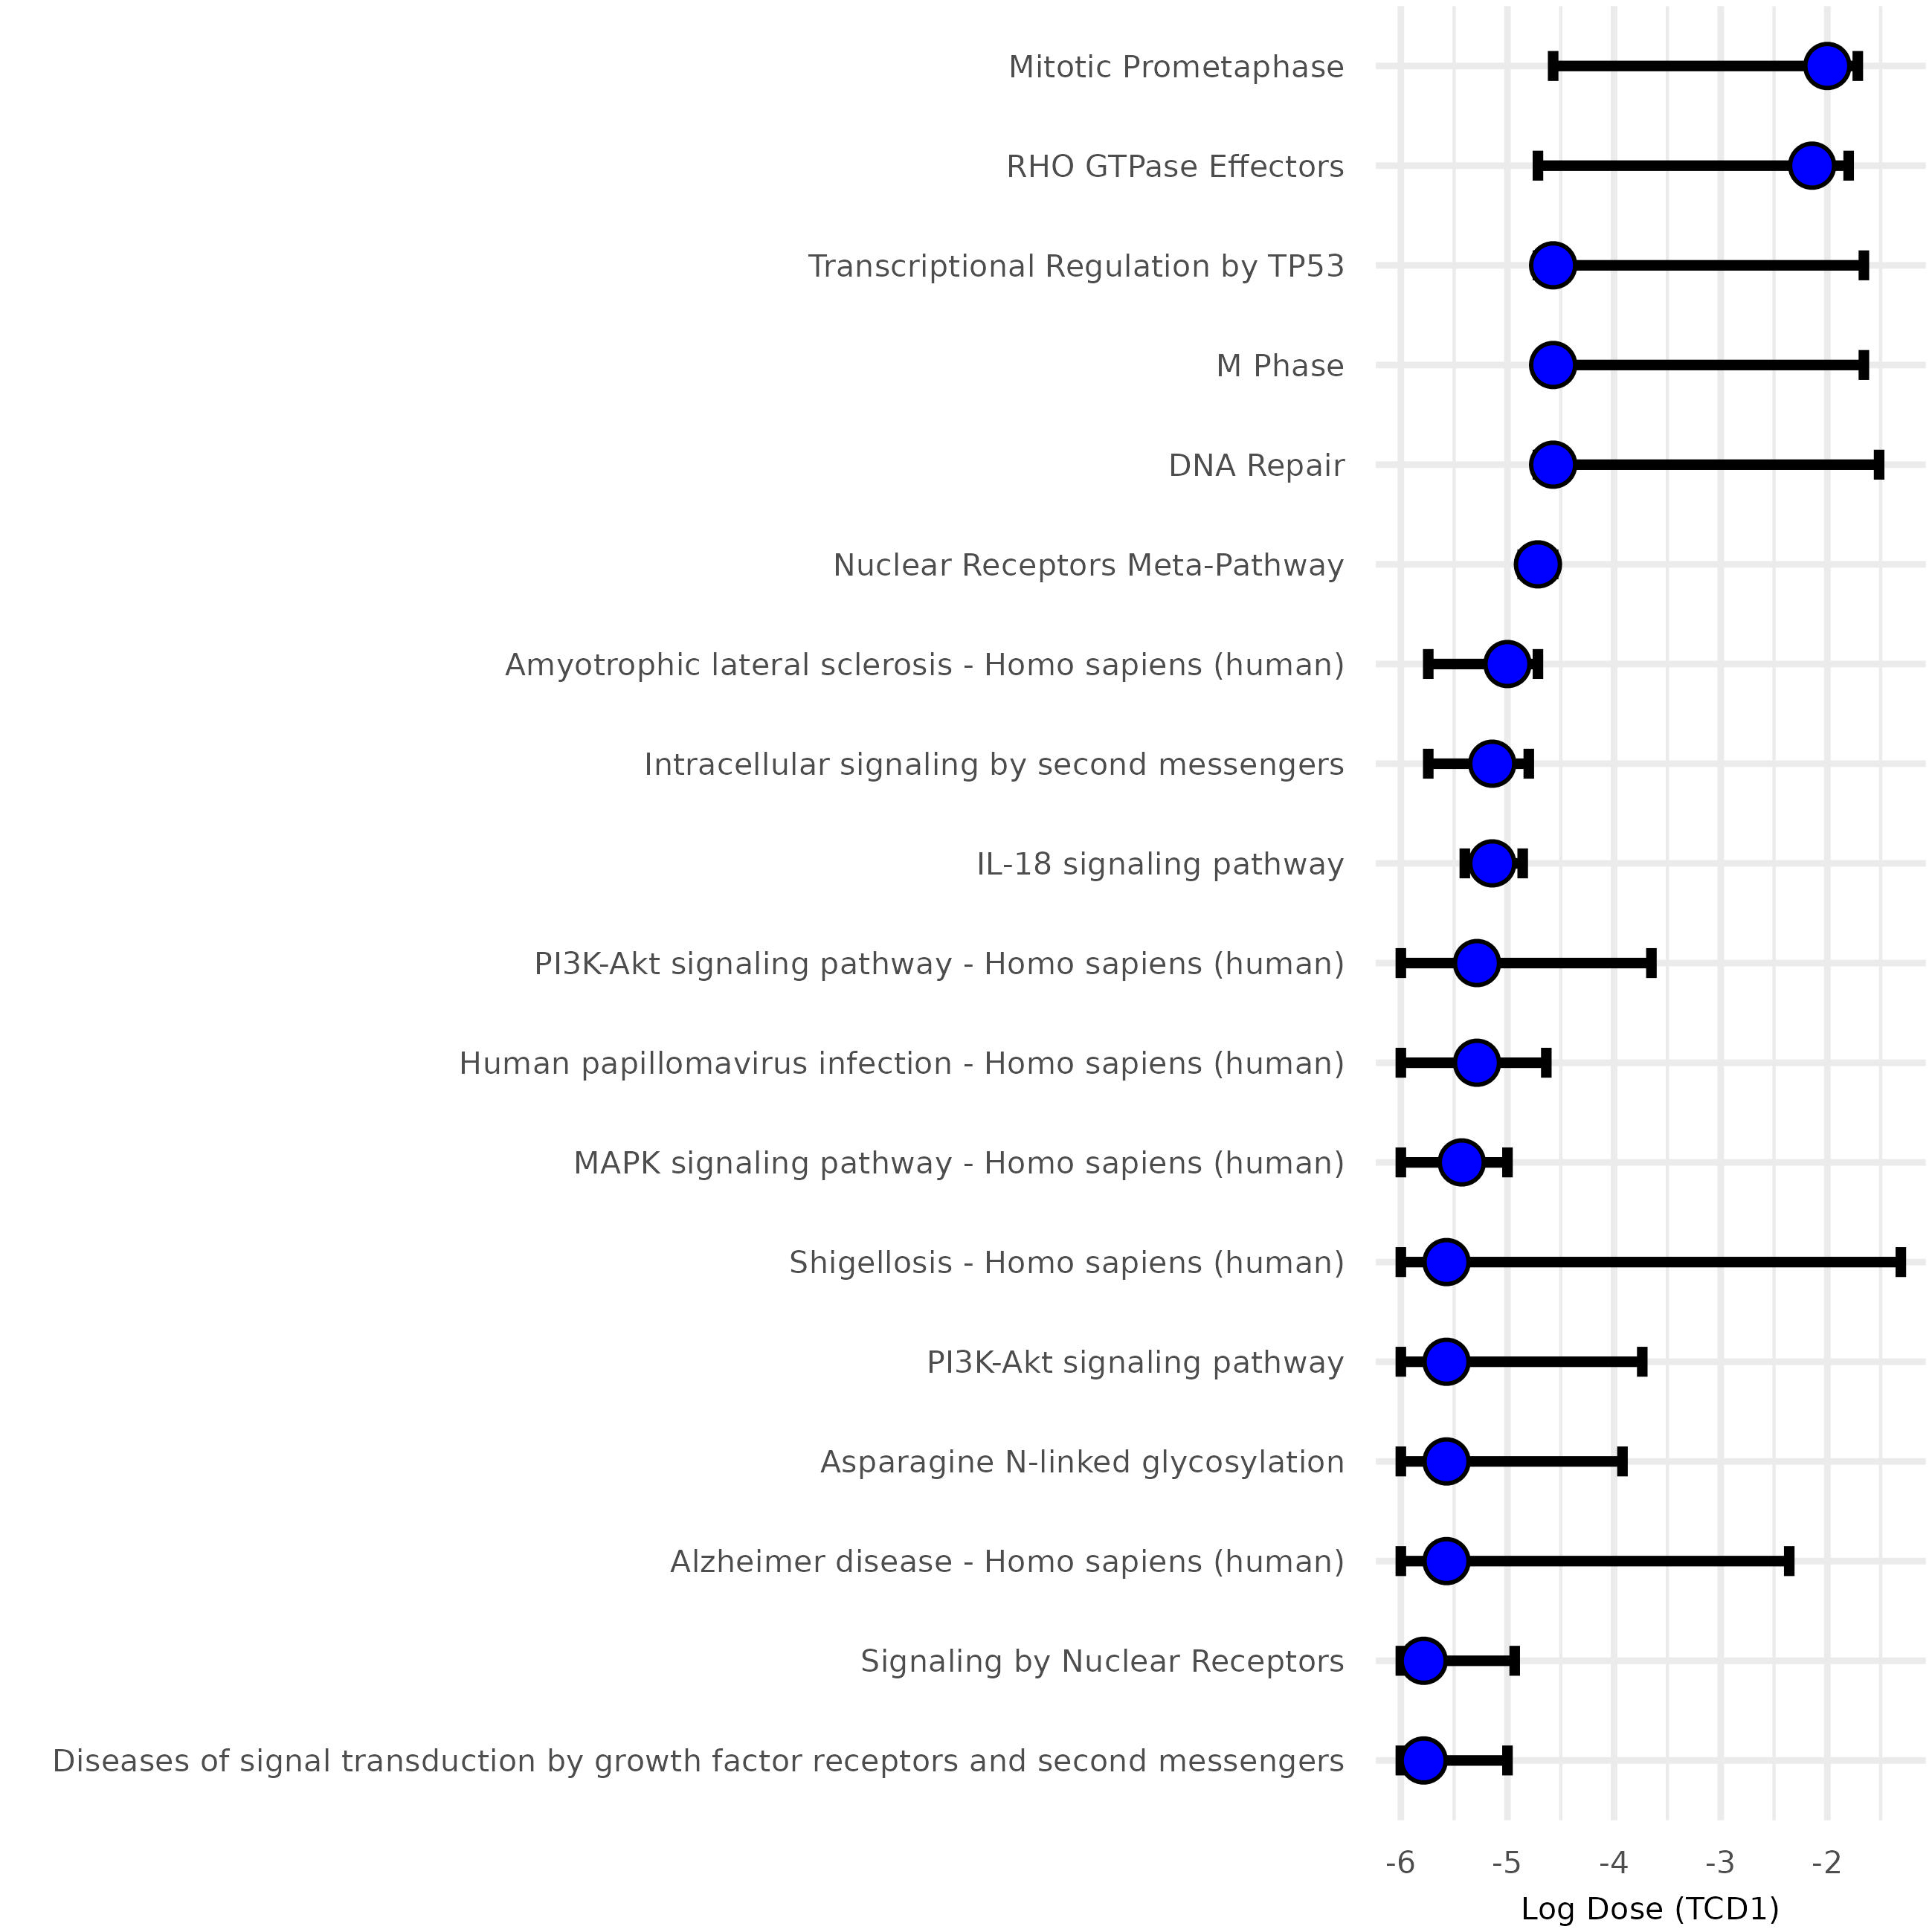 Mitotic Prometaphase
RHO GTPase Effectors
Transcriptional Regulation by TP53
M Phase
DNA Repair
Nuclear Receptors Meta-Pathway
Amyotrophic lateral sclerosis - Homo sapiens (human)
Intracellular signaling by second messengers
IL-18 signaling pathway
PI3K-Akt signaling pathway - Homo sapiens (human)
Human papillomavirus infection - Homo sapiens (human)
MAPK signaling pathway - Homo sapiens (human)
Shigellosis - Homo sapiens (human)
PI3K-Akt signaling pathway
Asparagine N-linked glycosylation
Alzheimer disease - Homo sapiens (human)
Signaling by Nuclear Receptors
Diseases of signal transduction by growth factor receptors and second messengers
-6 -5 -4 -3 -2
Log Dose (TCD1)